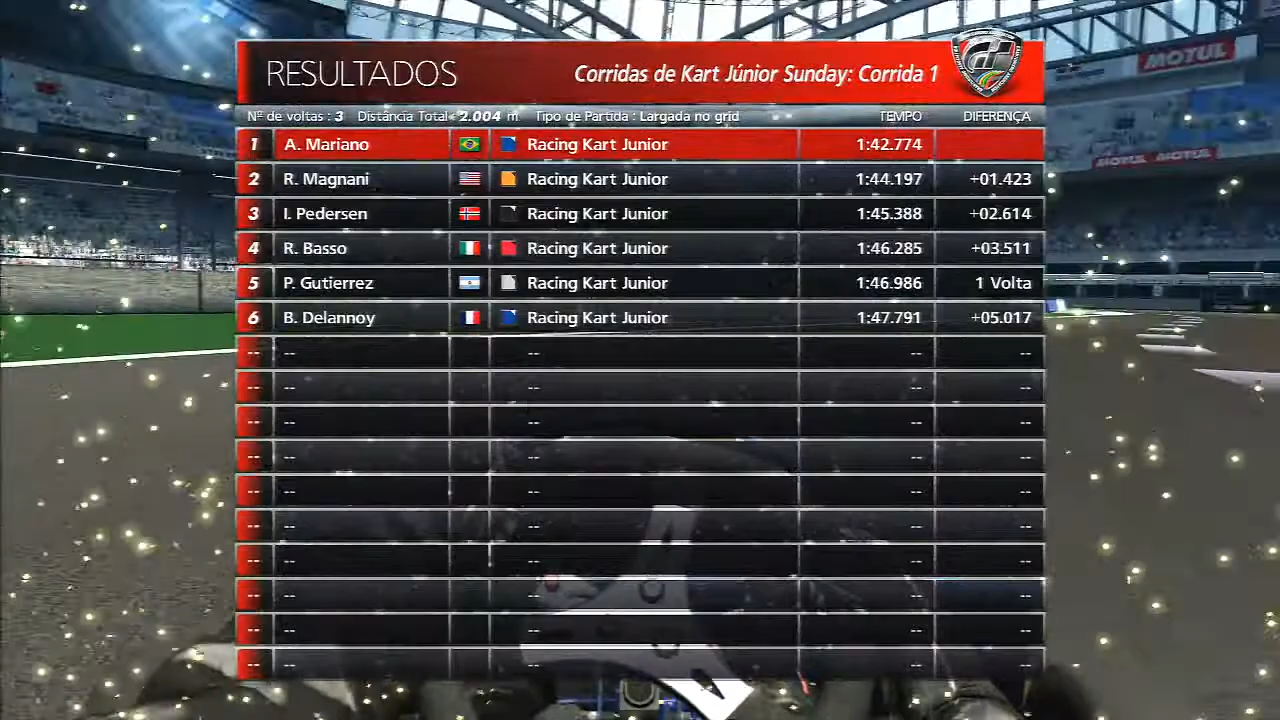 RESULTADOS
Corridas de Kart Júnior Sunday: Corrida 1
Nº de voltas : 3 Distância Total: 2.004 m Tipo de Partida : Largada no grid TEMPO DIFERENÇA
1 A. Mariano Racing Kart Junior 1:42.774
2 R. Magnani Racing Kart Junior 1:44.197 +01.423
3 I. Pedersen Racing Kart Junior 1:45.388 +02.614
4 R. Basso Racing Kart Junior 1:46.285 +03.511
5 P. Gutierrez Racing Kart Junior 1:46.986 1 Volta
6 B. Delannoy Racing Kart Junior 1:47.791 +05.017
-- -- -- -- --
-- -- -- -- --
-- -- -- -- --
-- -- -- -- --
-- -- -- -- --
-- -- -- -- --
-- -- -- -- --
-- -- -- -- --
-- -- -- -- --
-- -- -- -- --
MOTUL
MOTUL MOTUL